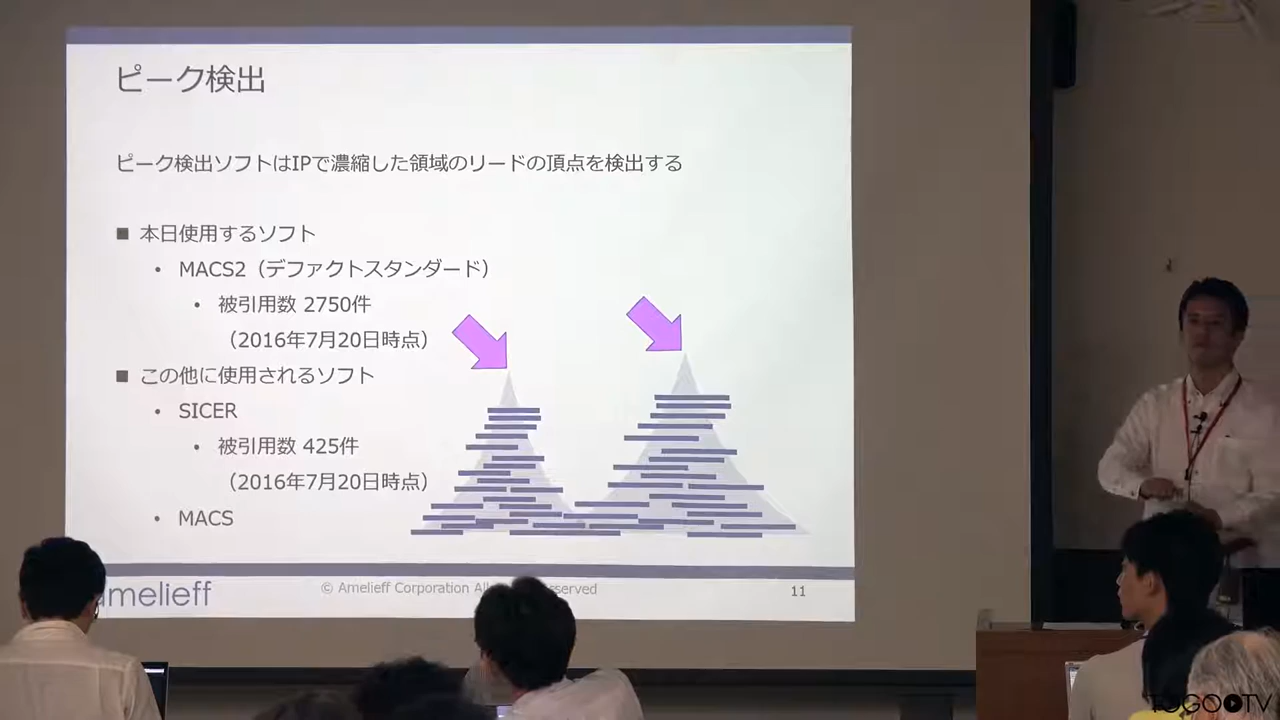 ピーク検出
ピーク検出ソフトはIPで濃縮した領域のリードの頂点を検出する
■ 本日使用するソフト
• MACS2（デファクトスタンダード）
• 被引用数 2750件
（2016年7月20日時点）
■ この他に使用されるソフト
• SICER
• 被引用数 425件
（2016年7月20日時点）
• MACS
amelieff
© Amelieff Corporation All
11
TOGOTV